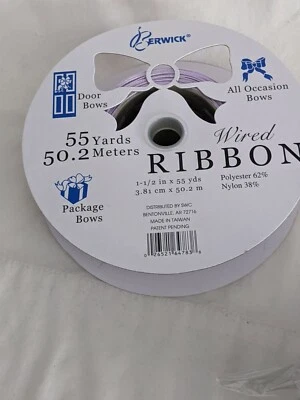 BERWICK®
Door
Bows
All Occasion
Bows
55 Yards
50.2 Meters
Wired
RIBBON
1-1/2 in x 55 yds
3.81 cm x 50.2 m
Polyester 62%
Nylon 38%
Package
Bows
DISTRIBUTED BY SWC
BENTONVILLE, AR 72716
MADE IN TAIWAN
PATENT PENDING